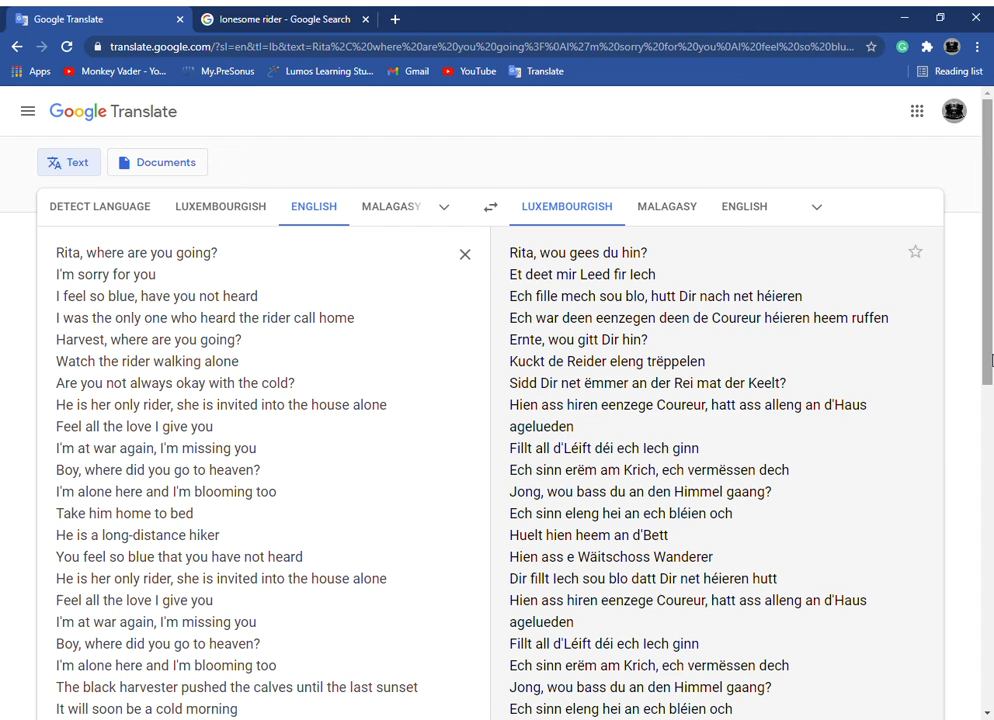 Google Translate
lonesome rider - Google Search
translate.google.com/?sl=en&tl=lb&text=Rita%2C%20where%20are%20you%20going%3F%0AI%27m%20sorry%20for%20you%0AI%20feel%20so%20blu...
Apps
Monkey Vader - Yo...
My.PreSonus
Lumos Learning Stu...
Gmail
YouTube
Translate
Reading list
Google Translate
Text
Documents
DETECT LANGUAGE
LUXEMBOURGISH
ENGLISH
MALAGASY
LUXEMBOURGISH
MALAGASY
ENGLISH
Rita, where are you going?
I'm sorry for you
I feel so blue, have you not heard
I was the only one who heard the rider call home
Harvest, where are you going?
Watch the rider walking alone
Are you not always okay with the cold?
He is her only rider, she is invited into the house alone
Feel all the love I give you
I'm at war again, I'm missing you
Boy, where did you go to heaven?
I'm alone here and I'm blooming too
Take him home to bed
He is a long-distance hiker
You feel so blue that you have not heard
He is her only rider, she is invited into the house alone
Feel all the love I give you
I'm at war again, I'm missing you
Boy, where did you go to heaven?
I'm alone here and I'm blooming too
The black harvester pushed the calves until the last sunset
It will soon be a cold morning
Rita, wou gees du hin?
Et deet mir Leed fir Iech
Ech fille mech sou blo, hutt Dir nach net héieren
Ech war deen eenzegen deen de Coureur héieren heem ruffen
Ernte, wou gitt Dir hin?
Kuckt de Reider eleng trëppelen
Sidd Dir net ëmmer an der Rei mat der Keelt?
Hien ass hiren eenzege Coureur, hatt ass alleng an d'Haus
agelueden
Fillt all d'Léift déi ech Iech ginn
Ech sinn erëm am Krich, ech vermëssen dech
Jong, wou bass du an den Himmel gaang?
Ech sinn eleng hei an ech bléien och
Huelt hien heem an d'Bett
Hien ass e Wäitschoss Wanderer
Dir fillt Iech sou blo datt Dir net héieren hutt
Hien ass hiren eenzege Coureur, hatt ass alleng an d'Haus
agelueden
Fillt all d'Léift déi ech Iech ginn
Ech sinn erëm am Krich, ech vermëssen dech
Jong, wou bass du an den Himmel gaang?
Ech sinn eleng hei an ech bléien och